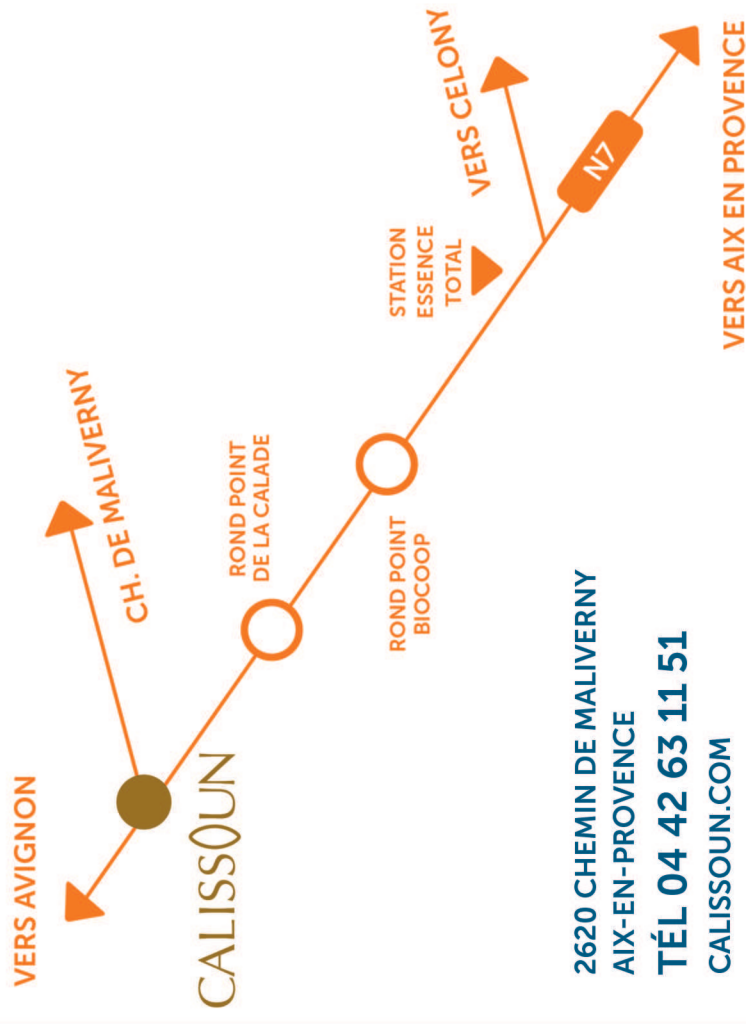 VERS AVIGNON
CH. DE MALIVERNY
CALISSOUN
ROND POINT
DE LA CALADE
ROND POINT
BIOCOOP
STATION
ESSENCE
TOTAL
VERS CELONY
N7
VERS AIX EN PROVENCE
2620 CHEMIN DE MALIVERNY
AIX-EN-PROVENCE
TÉL 04 42 63 11 51
CALISSOUN.COM